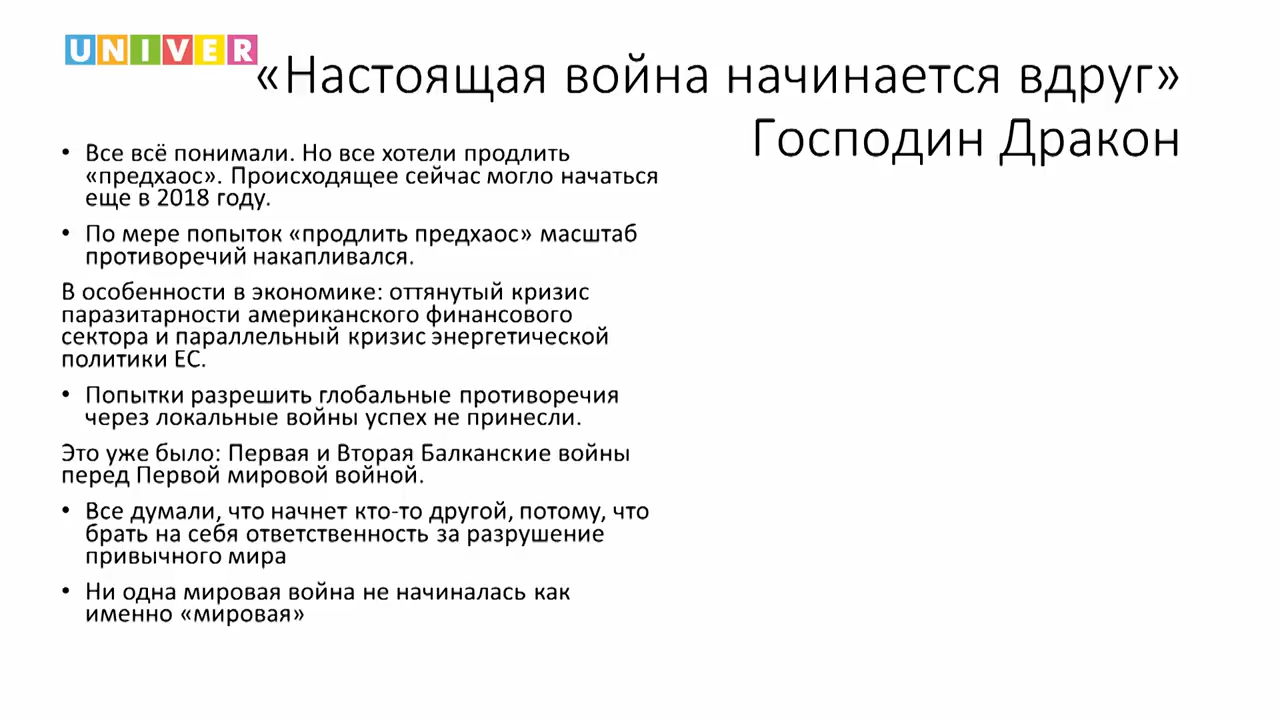 UNIVER
«Настоящая война начинается вдруг»
Господин Дракон
• Все всё понимали. Но все хотели продлить
«предхаос». Происходящее сейчас могло начаться
еще в 2018 году.
• По мере попыток «продлить предхаос» масштаб
противоречий накапливался.
В особенности в экономике: оттянутый кризис
паразитарности американского финансового
сектора и параллельный кризис энергетической
политики ЕС.
• Попытки разрешить глобальные противоречия
через локальные войны успех не принесли.
Это уже было: Первая и Вторая Балканские войны
перед Первой мировой войной.
• Все думали, что начнет кто-то другой, потому, что
брать на себя ответственность за разрушение
привычного мира
• Ни одна мировая война не начиналась как
именно «мировая»